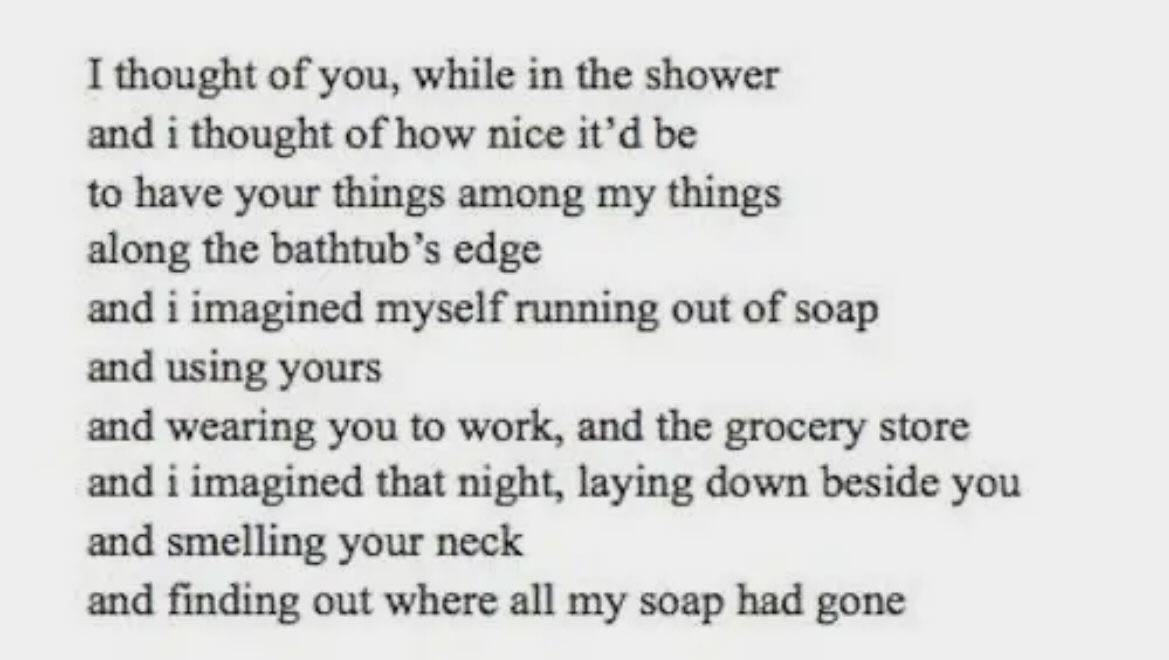 I thought of you, while in the shower
and i thought of how nice it’d be
to have your things among my things
along the bathtub’s edge
and i imagined myself running out of soap
and using yours
and wearing you to work, and the grocery store
and i imagined that night, laying down beside you
and smelling your neck
and finding out where all my soap had gone